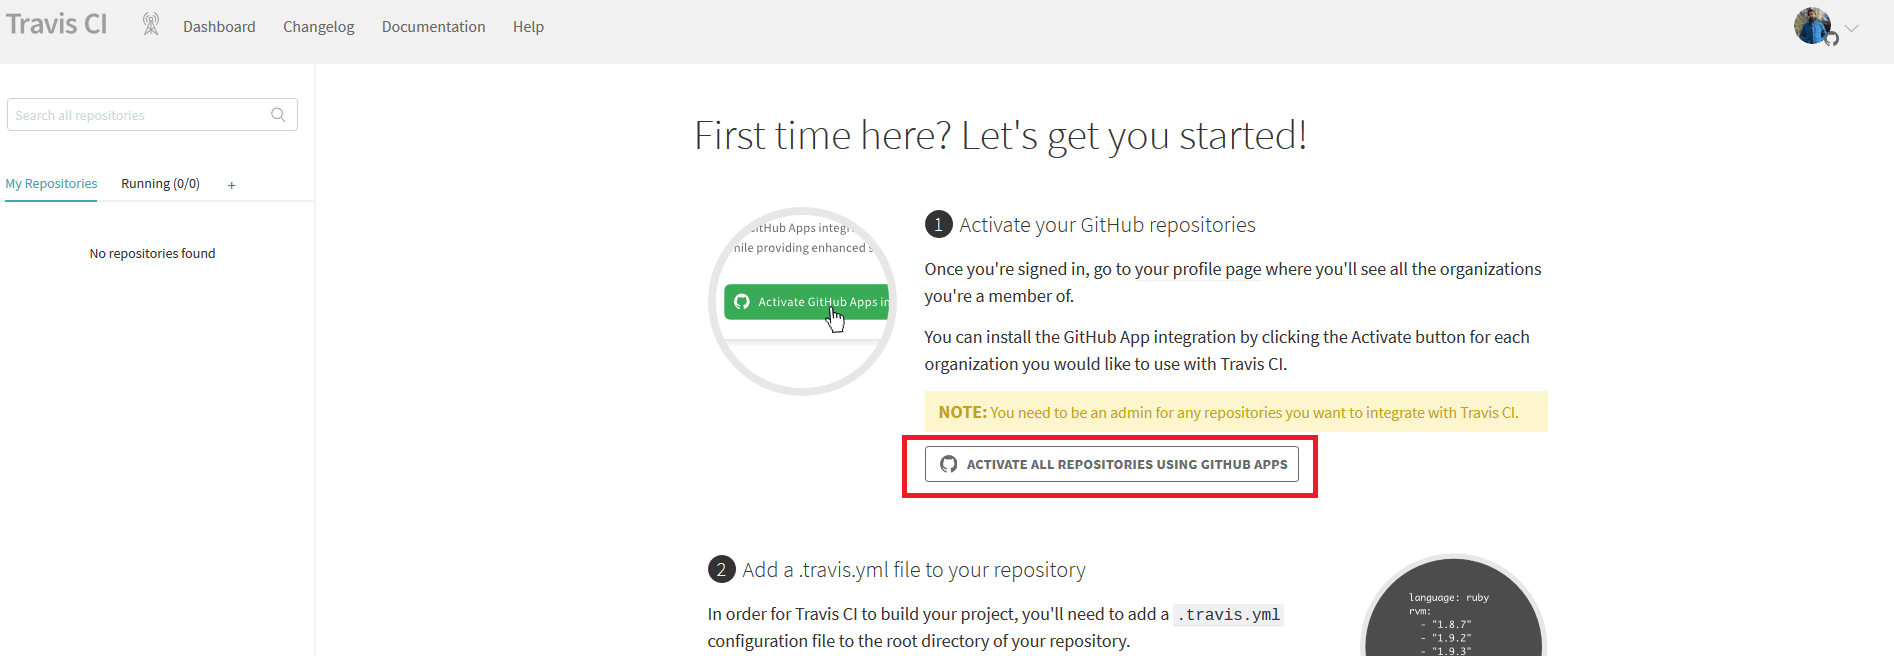 Travis CI
Dashboard
Changelog
Documentation
Help
Search all repositories
My Repositories
Running (0/0)
+
No repositories found
First time here? Let's get you started!
GitHub Apps integr
while providing enhanced s
Activate GitHub Apps in
1 Activate your GitHub repositories
Once you're signed in, go to your profile page where you'll see all the organizations
you're a member of.
You can install the GitHub App integration by clicking the Activate button for each
organization you would like to use with Travis CI.
NOTE: You need to be an admin for any repositories you want to integrate with Travis CI.
ACTIVATE ALL REPOSITORIES USING GITHUB APPS
2 Add a .travis.yml file to your repository
In order for Travis CI to build your project, you'll need to add a .travis.yml
configuration file to the root directory of your repository.
language: ruby
rvm:
- "1.8.7"
- "1.9.2"
- "1.9.3"